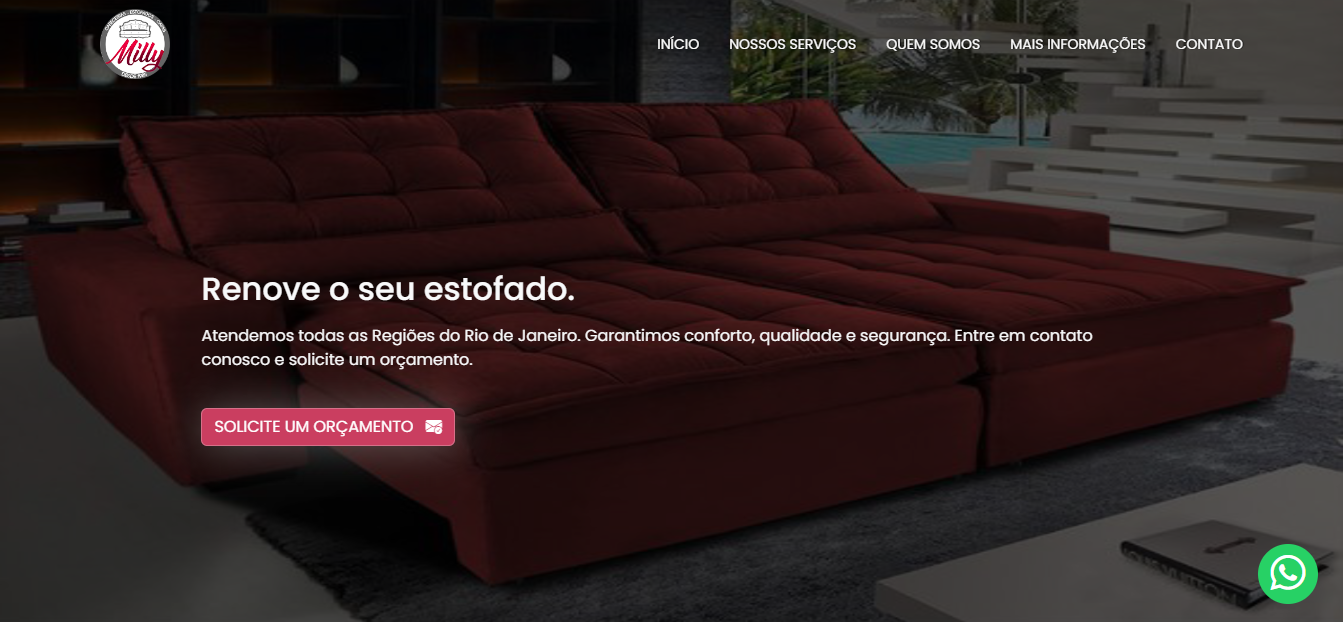 Milly
INÍCIO
NOSSOS SERVIÇOS
QUEM SOMOS
MAIS INFORMAÇÕES
CONTATO
Renove o seu estofado.
Atendemos todas as Regiões do Rio de Janeiro. Garantimos conforto, qualidade e segurança. Entre em contato
conosco e solicite um orçamento.
SOLICITE UM ORÇAMENTO